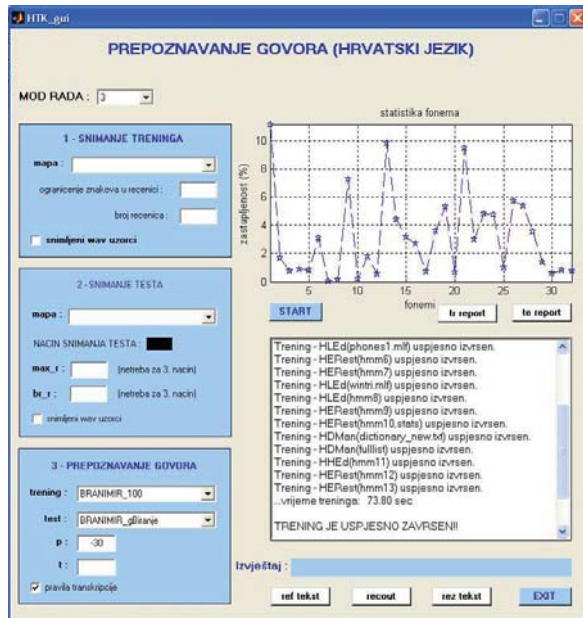 HTK_gui
PREPOZNAVANJE GOVORA (HRVATSKI JEZIK)
MOD RADA : 3
1 - SNIMANJE TRENINGA
mapa :
ogranicenje znakova u recenici :
broj recenica :
snimljeni wav uzorci
2 - SNIMANJE TESTA
mapa :
NACIN SNIMANJA TESTA :
max_r : (netreba za 3. nacin)
br_r : (netreba za 3. nacin)
snimljeni wav uzorci
3 - PREPOZNAVANJE GOVORA
trening : BRANIMIR_100
test : BRANIMIR_gBiranje
p : -30
t :
pravila transkripcije
statistika fonema
zastupljenost (%)
10
8
6
4
2
0
5 10 15 20 25 30
fonemi
START
tr report
te report
Trening - HLEd(phones1.mlf) uspjesno izvrsen.
Trening - HERest(hmm6) uspjesno izvrsen.
Trening - HERest(hmm7) uspjesno izvrsen.
Trening - HLEd(wintri.mlf) uspjesno izvrsen.
Trening - HLEd(hmm8) uspjesno izvrsen.
Trening - HERest(hmm9) uspjesno izvrsen.
Trening - HERest(hmm10,stats) uspjesno izvrsen.
Trening - HDMan(dictionary_new.txt) uspjesno izvrsen.
Trening - HDMan(fulllist) uspjesno izvrsen.
Trening - HHEd(hmm11) uspjesno izvrsen.
Trening - HERest(hmm12) uspjesno izvrsen.
Trening - HERest(hmm13) uspjesno izvrsen.
...vrijeme treninga: 73.80 sec
TRENING JE USPJESNO ZAVRSEN!!
Izvještaj :
ref tekst
recout
rez tekst
EXIT